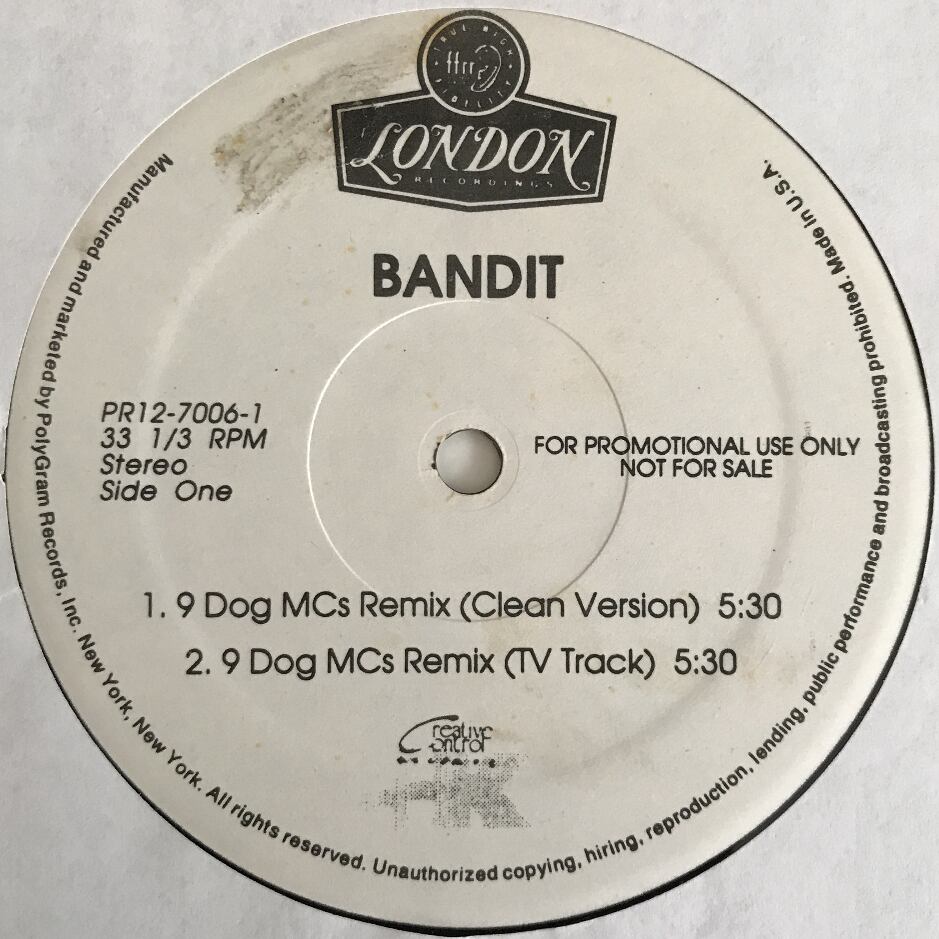 TRUE HIGH
ffrr
FIDELITY
LONDON
RECORDINGS
BANDIT
PR12-7006-1
33 1/3 RPM
Stereo
Side One
FOR PROMOTIONAL USE ONLY
NOT FOR SALE
1. 9 Dog MCs Remix (Clean Version) 5:30
2. 9 Dog MCs Remix (TV Track) 5:30
Creative
Control
Manufactured and marketed by PolyGram Records, Inc. New York, New York. All rights reserved. Unauthorized copying, hiring, reproduction, lending, public performance and broadcasting prohibited. Made in U.S.A.